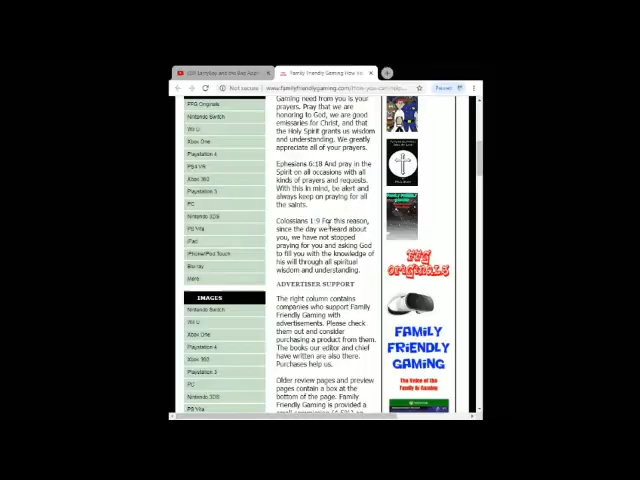 Family Friendly Gaming How
Not secure
www.familyfriendlygaming.com/
Paused
FFG Originals
Nintendo Switch
Wii U
Xbox One
Playstation 4
PS4 VR
Xbox 360
Playstation 3
PC
Nintendo 3DS
PS Vita
iPad
iPhone/iPod Touch
Blu-ray
More
IMAGES
Nintendo Switch
Wii U
Xbox One
Playstation 4
Xbox 360
Playstation 3
PC
Nintendo 3DS
PS Vita
Gaming need from you is your
prayers. Pray that we are
honoring to God, we are good
emissaries for Christ, and that
the Holy Spirit grants us wisdom
and understanding. We greatly
appreciate all of your prayers.
Ephesians 6:18 And pray in the
Spirit on all occasions with all
kinds of prayers and requests.
With this in mind, be alert and
always keep on praying for all
the saints.
Colossians 1:9 For this reason,
since the day we heard about
you, we have not stopped
praying for you and asking God
to fill you with the knowledge of
his will through all spiritual
wisdom and understanding.
ADVERTISER SUPPORT
The right column contains
companies who support Family
Friendly Gaming with
advertisements. Please check
them out and consider
purchasing a product from them.
The books our editor and chief
have written are also there.
Purchases help us.
Older review pages and preview
pages contain a box at the
bottom of the page. Family
Friendly Gaming is provided a
FFG
ORIGINALS
FAMILY
FRIENDLY
GAMING
The Voice of the
Family in Gaming